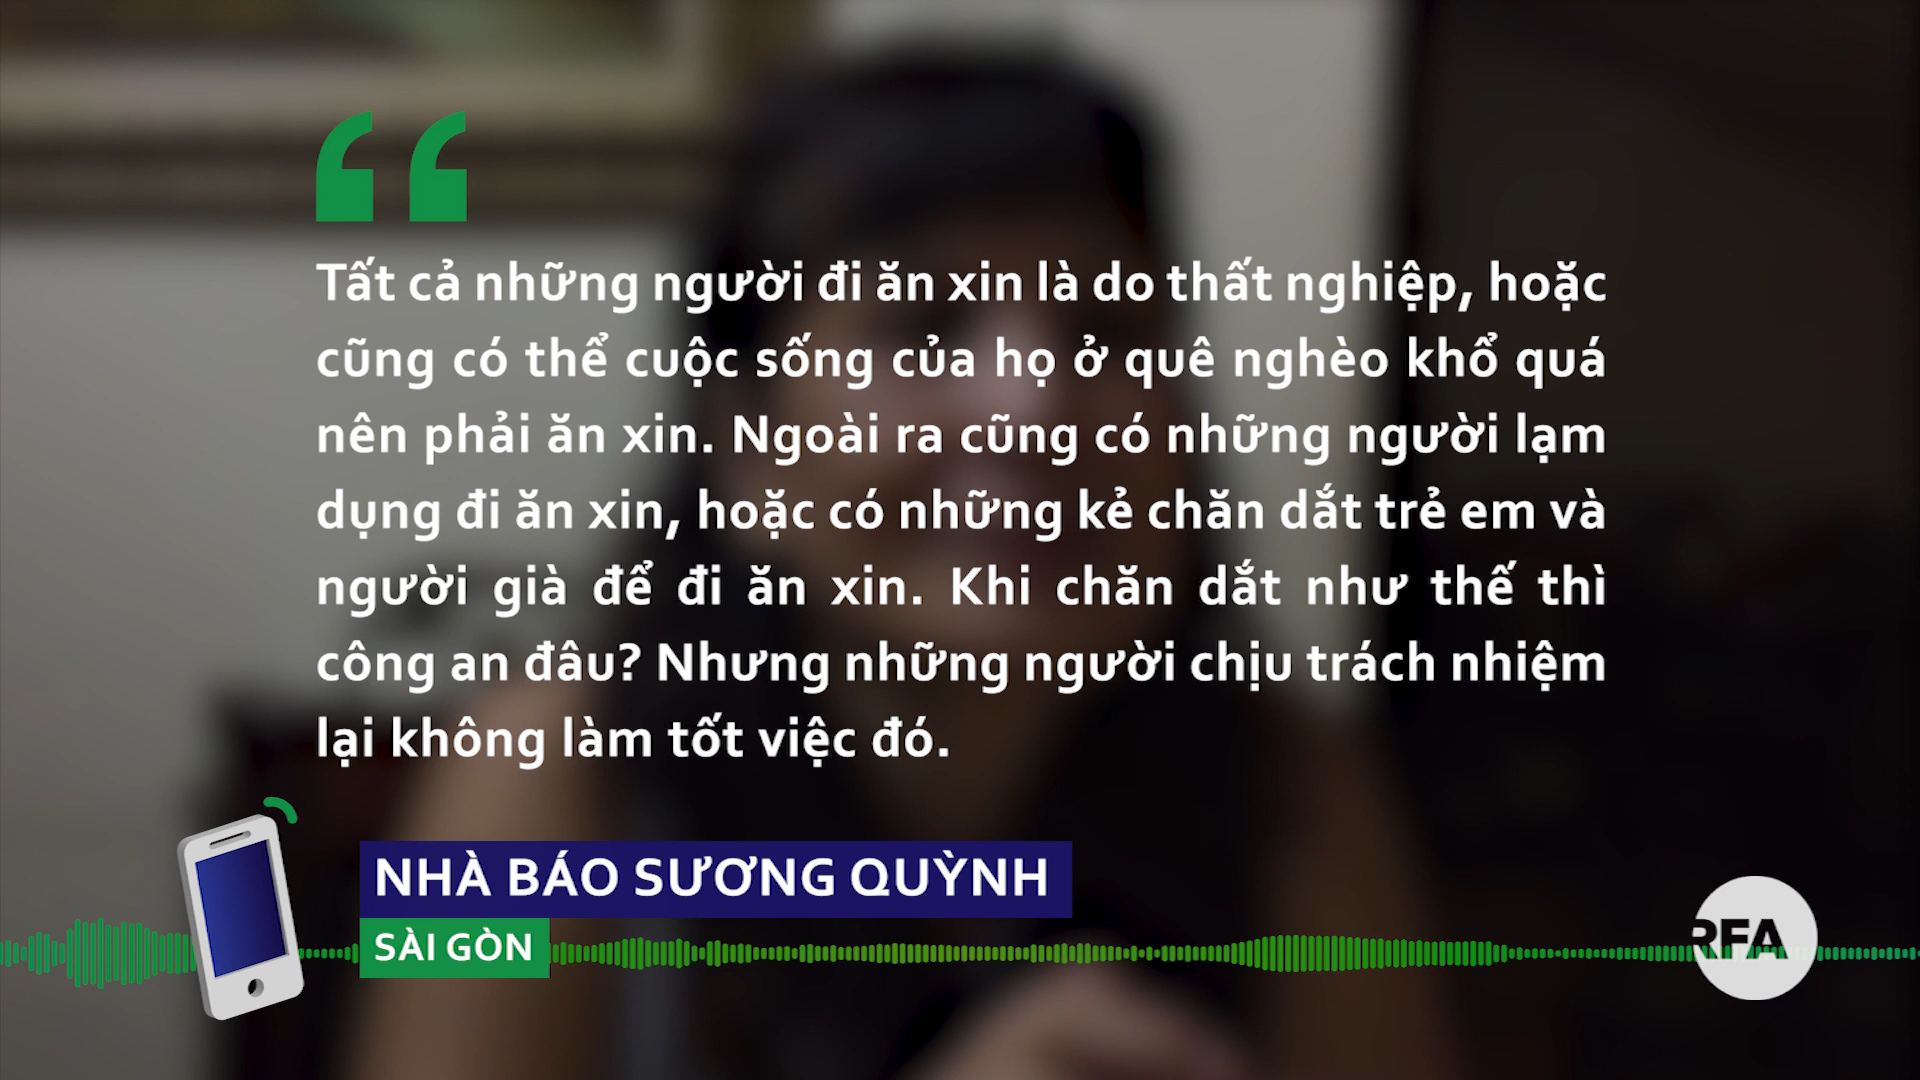 Tất cả những người đi ăn xin là do thất nghiệp, hoặc
cũng có thể cuộc sống của họ ở quê nghèo khổ quá
nên phải ăn xin. Ngoài ra cũng có những người lạm
dụng đi ăn xin, hoặc có những kẻ chăn dắt trẻ em và
người già để đi ăn xin. Khi chăn dắt như thế thì
công an đâu? Nhưng những người chịu trách nhiệm
lại không làm tốt việc đó.
NHÀ BÁO SƯƠNG QUỲNH
SÀI GÒN
RFA